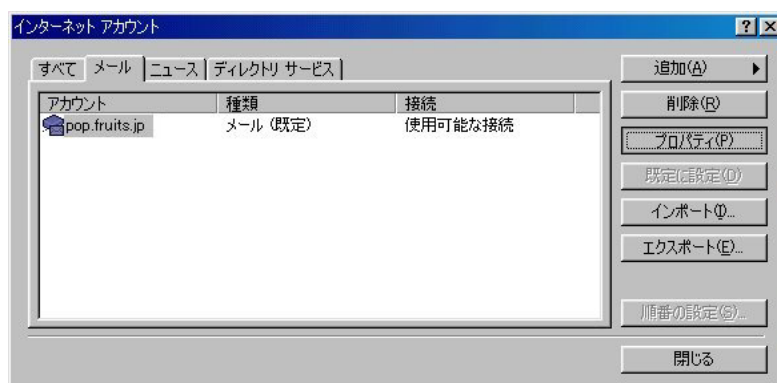 インターネット アカウント
すべて メール ニュース ディレクトリ サービス
アカウント 種類 接続
pop.fruits.jp メール (既定) 使用可能な接続
追加(A)
削除(R)
プロパティ(P)
既定に設定(D)
インポート(I)...
エクスポート(E)...
順番の設定(S)...
閉じる